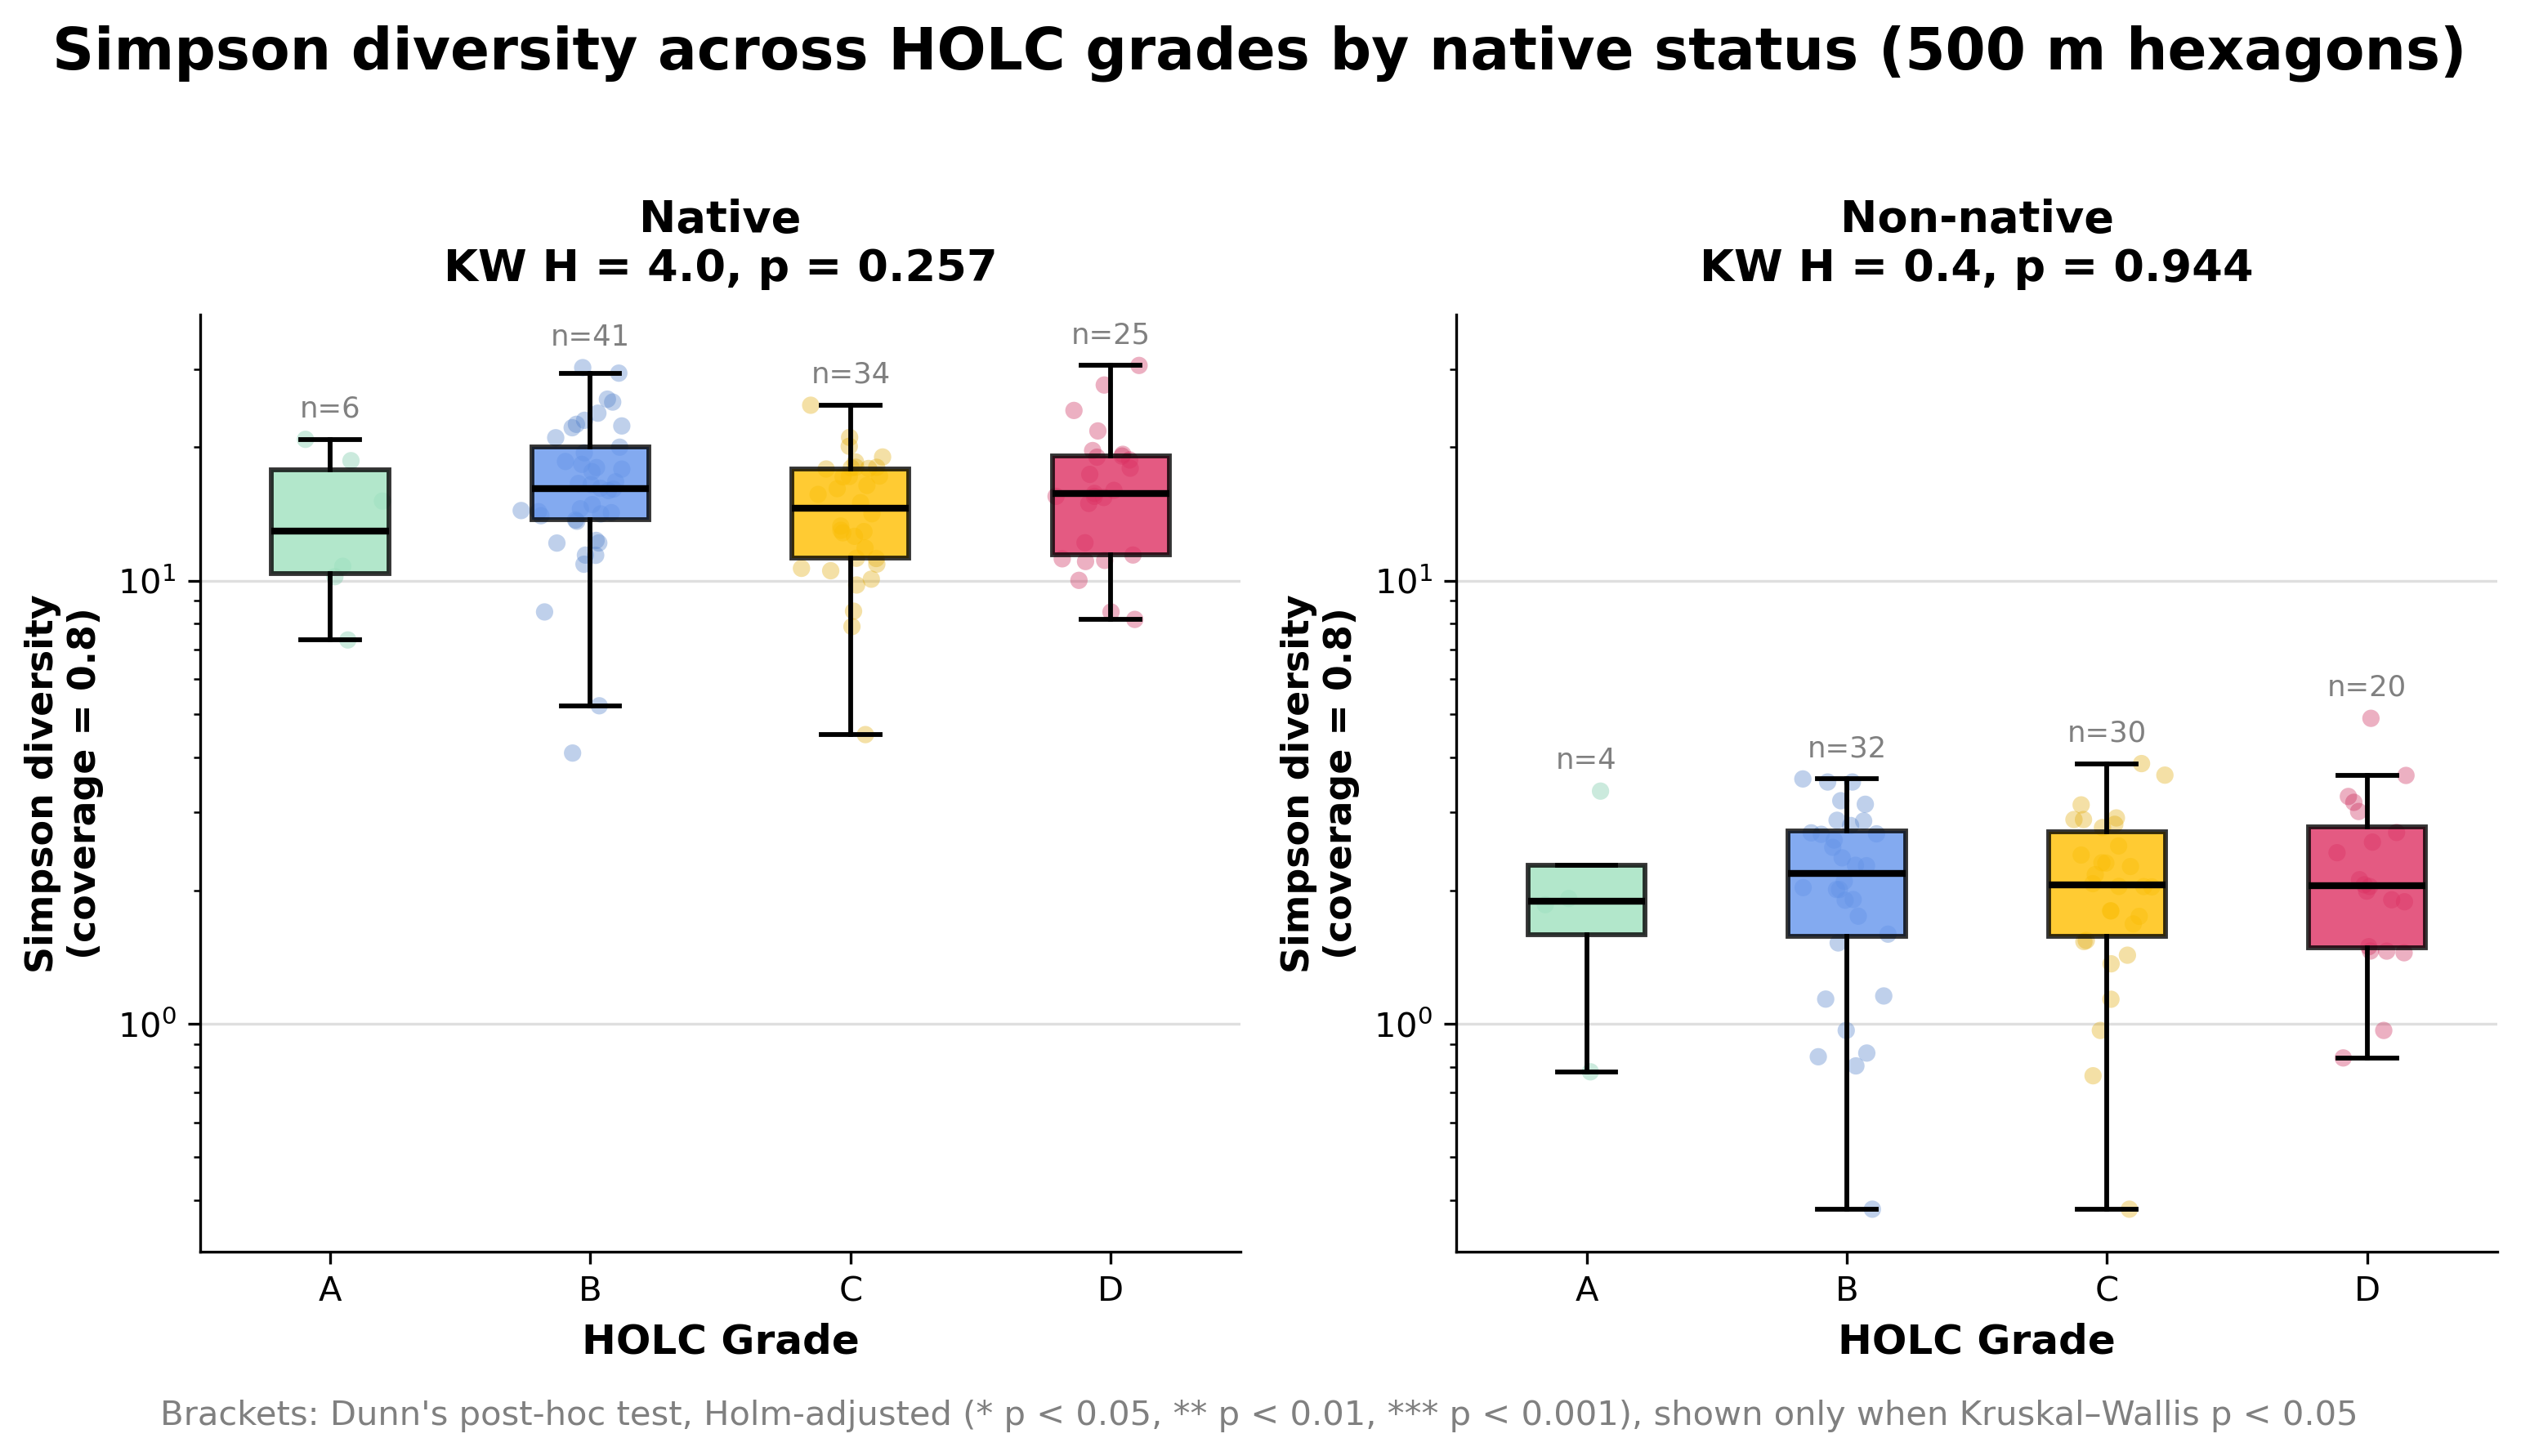 Simpson diversity across HOLC grades by native status (500 m hexagons)
Native
KW H = 4.0, p = 0.257
n=6
n=41
n=34
n=25
10¹
10⁰
Simpson diversity
(coverage = 0.8)
A
B
C
D
HOLC Grade
Non-native
KW H = 0.4, p = 0.944
n=4
n=32
n=30
n=20
10¹
10⁰
Simpson diversity
(coverage = 0.8)
A
B
C
D
HOLC Grade
Brackets: Dunn's post-hoc test, Holm-adjusted (* p < 0.05, ** p < 0.01, *** p < 0.001), shown only when Kruskal–Wallis p < 0.05